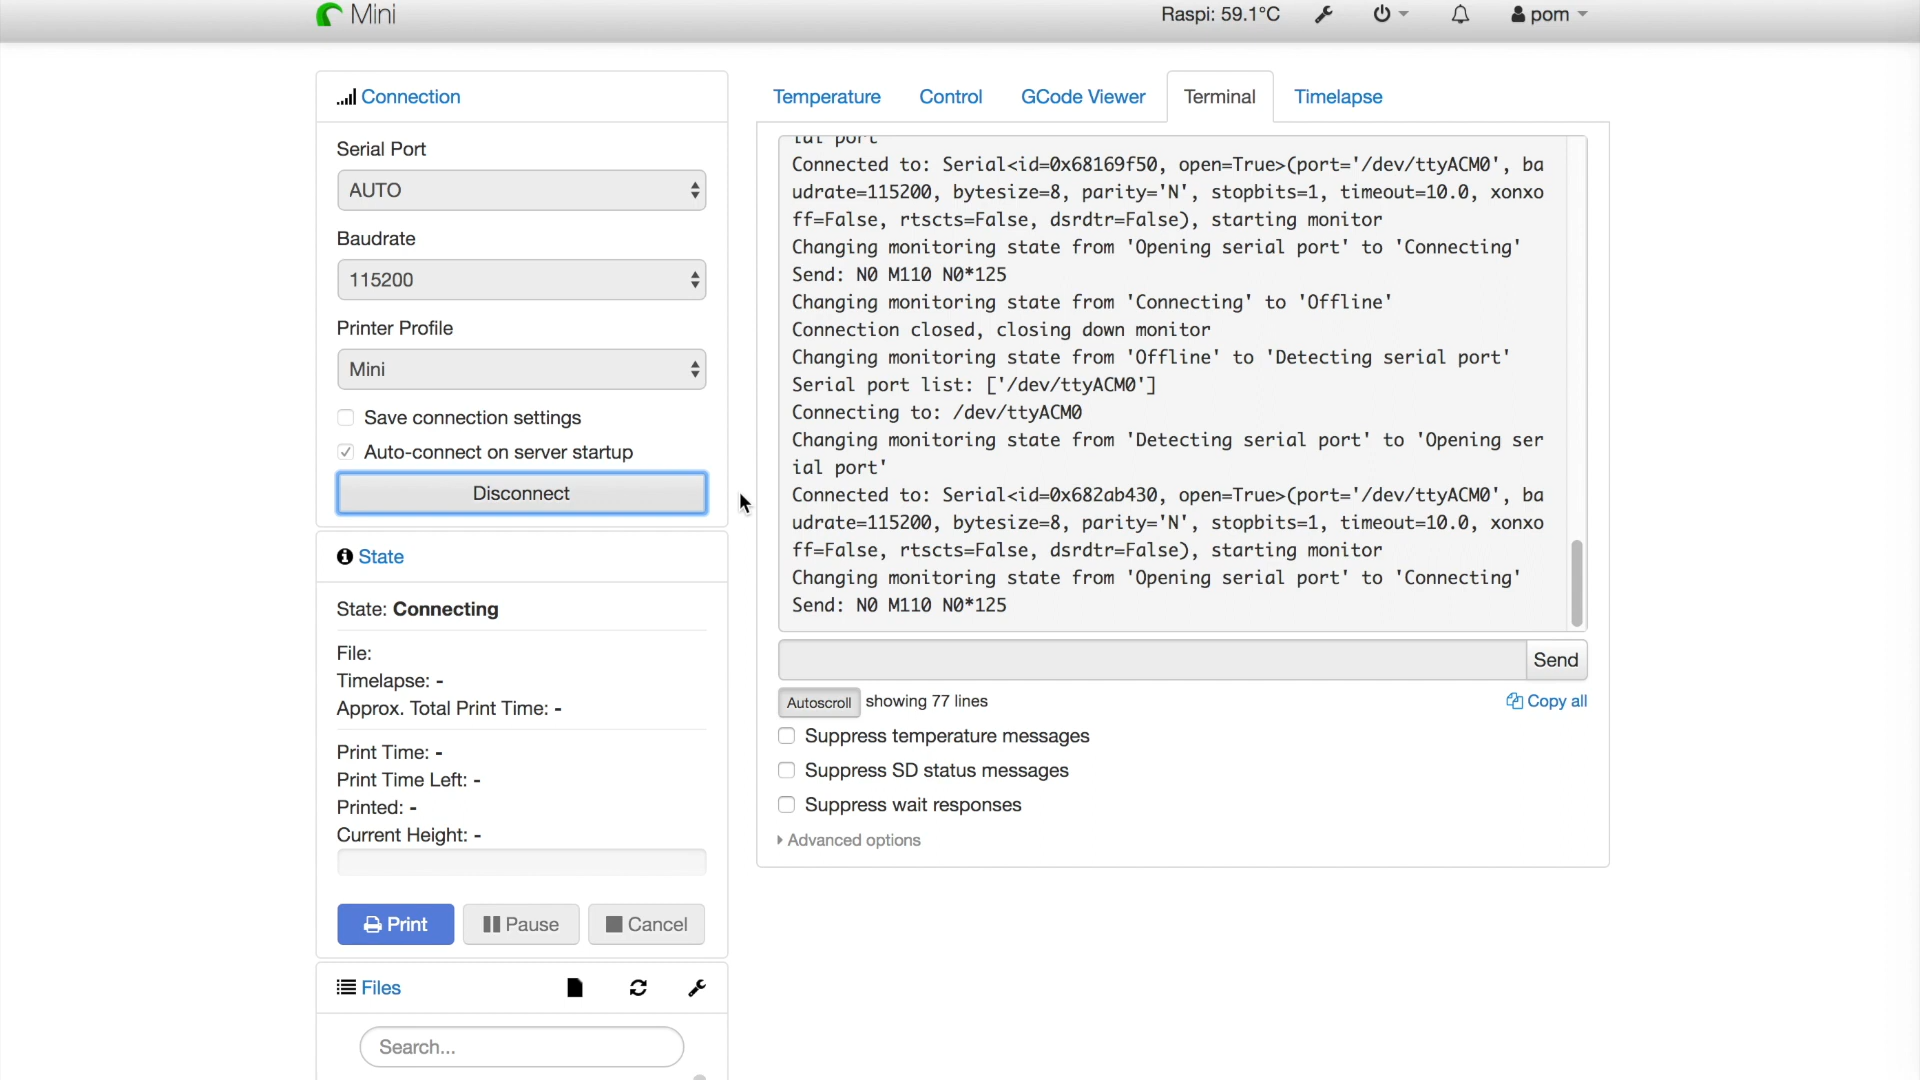 Mini
Raspi: 59.1°C
pom
Connection
Serial Port
AUTO
Baudrate
115200
Printer Profile
Mini
Save connection settings
Auto-connect on server startup
Disconnect
State
State: Connecting
File:
Timelapse: -
Approx. Total Print Time: -
Print Time: -
Print Time Left: -
Printed: -
Current Height: -
Print
Pause
Cancel
Files
Search...
Temperature
Control
GCode Viewer
Terminal
Timelapse
ial port
Connected to: Serial<id=0x68169f50, open=True>(port='/dev/ttyACM0', ba
udrate=115200, bytesize=8, parity='N', stopbits=1, timeout=10.0, xonxo
ff=False, rtscts=False, dsrdtr=False), starting monitor
Changing monitoring state from 'Opening serial port' to 'Connecting'
Send: N0 M110 N0*125
Changing monitoring state from 'Connecting' to 'Offline'
Connection closed, closing down monitor
Changing monitoring state from 'Offline' to 'Detecting serial port'
Serial port list: ['/dev/ttyACM0']
Connecting to: /dev/ttyACM0
Changing monitoring state from 'Detecting serial port' to 'Opening ser
ial port'
Connected to: Serial<id=0x682ab430, open=True>(port='/dev/ttyACM0', ba
udrate=115200, bytesize=8, parity='N', stopbits=1, timeout=10.0, xonxo
ff=False, rtscts=False, dsrdtr=False), starting monitor
Changing monitoring state from 'Opening serial port' to 'Connecting'
Send: N0 M110 N0*125
Send
Autoscroll
showing 77 lines
Copy all
Suppress temperature messages
Suppress SD status messages
Suppress wait responses
Advanced options